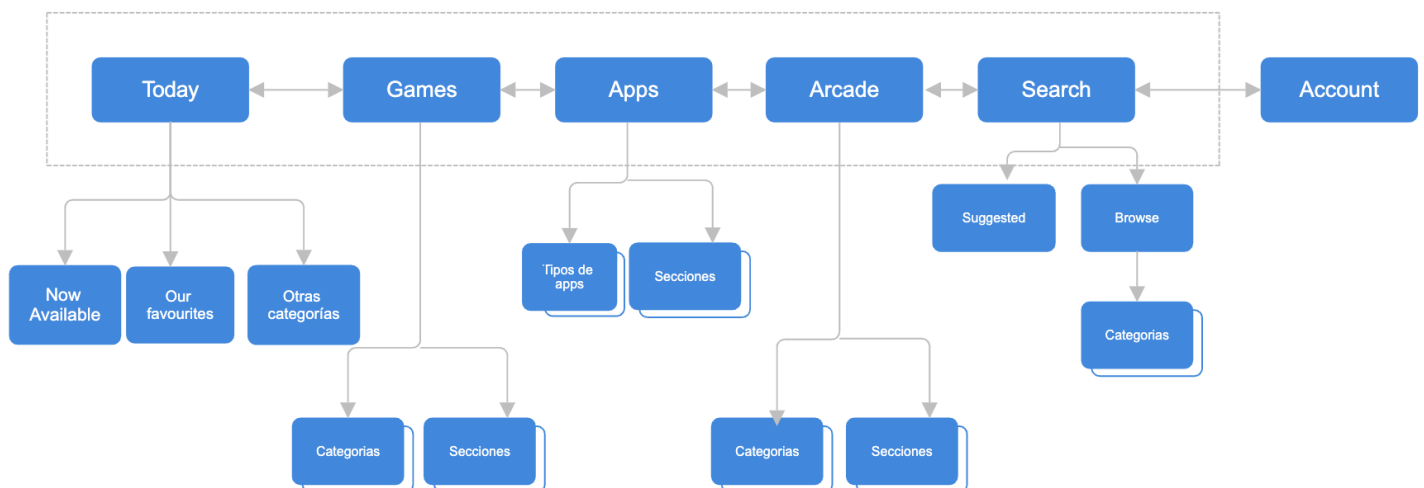 Today
Games
Apps
Arcade
Search
Account
Suggested
Browse
Now
Available
Our
favourites
Otras
categorías
Tipos de
apps
Secciones
Categorias
Categorias
Secciones
Categorias
Secciones